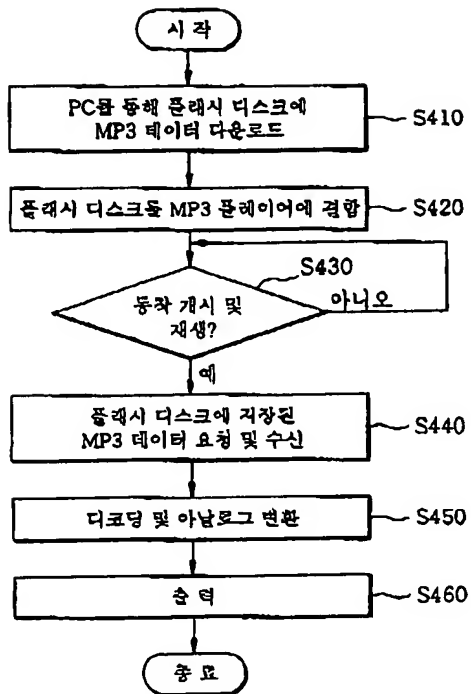 시 작
PC를 통해 플래시 디스크에
MP3 데이터 다운로드
S410
플래시 디스크를 MP3 플레이어에 결합
S420
S430
동작 개시 및
재생?
아니오
예
플래시 디스크에 저장된
MP3 데이터 요청 및 수신
S440
디코딩 및 아날로그 변환
S450
출 력
S460
종 료